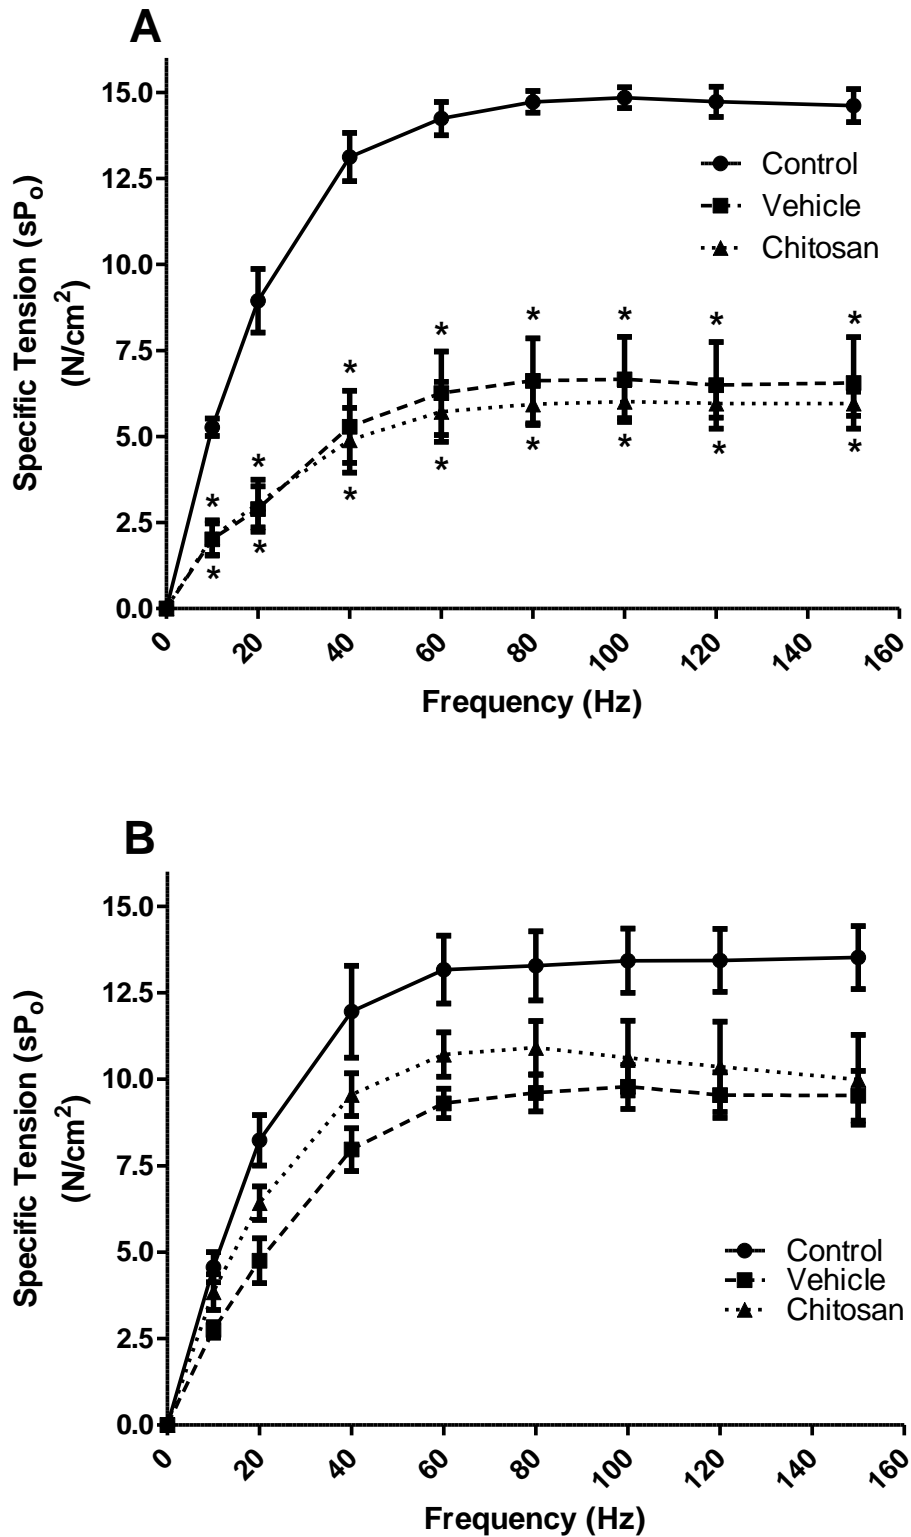 A
15.0
12.5
10.0
7.5
5.0
2.5
0.0
Specific Tension (sPo)
(N/cm2)
Control
Vehicle
Chitosan
* * * * * * * *
* * * * * * * *
0 20 40 60 80 100 120 140 160
Frequency (Hz)
B
15.0
12.5
10.0
7.5
5.0
2.5
0.0
Specific Tension (sPo)
(N/cm2)
Control
Vehicle
Chitosan
0 20 40 60 80 100 120 140 160
Frequency (Hz)